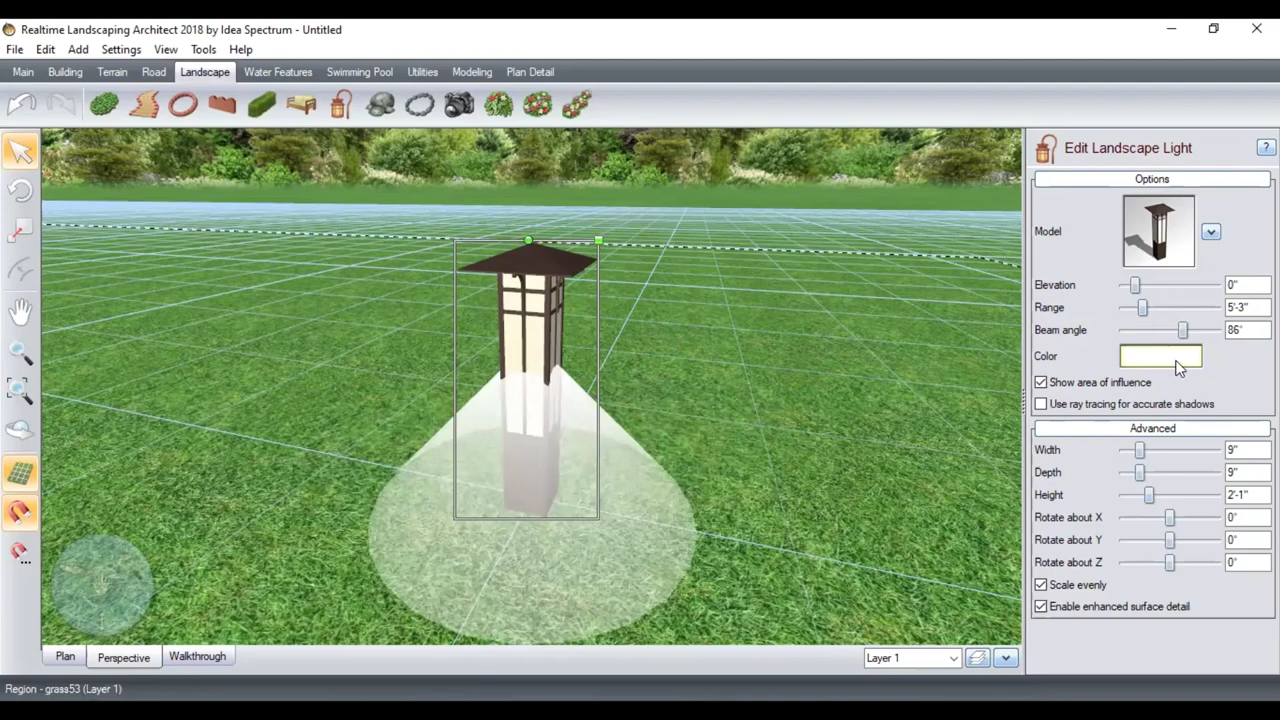 Realtime Landscaping Architect 2018 by Idea Spectrum - Untitled
File Edit Add Settings View Tools Help
Main Building Terrain Road Landscape Water Features Swimming Pool Utilities Modeling Plan Detail
Edit Landscape Light ?
Options
Model
Elevation 0"
Range 5'-3"
Beam angle 86°
Color
Show area of influence
Use ray tracing for accurate shadows
Advanced
Width 9"
Depth 9"
Height 2'-1"
Rotate about X 0°
Rotate about Y 0°
Rotate about Z 0°
Scale evenly
Enable enhanced surface detail
Plan Perspective Walkthrough Layer 1
Region - grass53 (Layer 1)